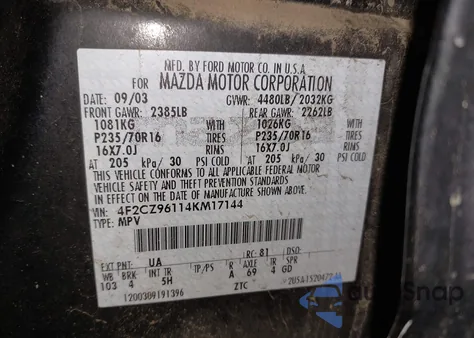 MFD. BY FORD MOTOR CO. IN U.S.A.
FOR MAZDA MOTOR CORPORATION
DATE: 09/03 GVWR: 4480LB/2032KG
FRONT GAWR: 2385LB REAR GAWR: 2262LB
1081KG WITH 1026KG WITH
P235/70R16 TIRES P235/70R16 TIRES
16X7.0J RIMS 16X7.0J RIMS
AT 205 kPa/ 30 PSI COLD AT 205 kPa/ 30 PSI COLD
THIS VEHICLE CONFORMS TO ALL APPLICABLE FEDERAL MOTOR
VEHICLE SAFETY, BUMPER, AND THEFT PREVENTION STANDARDS
IN EFFECT ON THE DATE OF MANUFACTURE SHOWN ABOVE.
VIN: 4F2CZ96114KM17144
TYPE: MPV
EXT PNT: UA RC: 81 DSO:
WB BRK INT TR TP/PS R AXLE TR SPR
103 4 5H A 69 4 GD
1200309191396 ZTC
AutoSnap